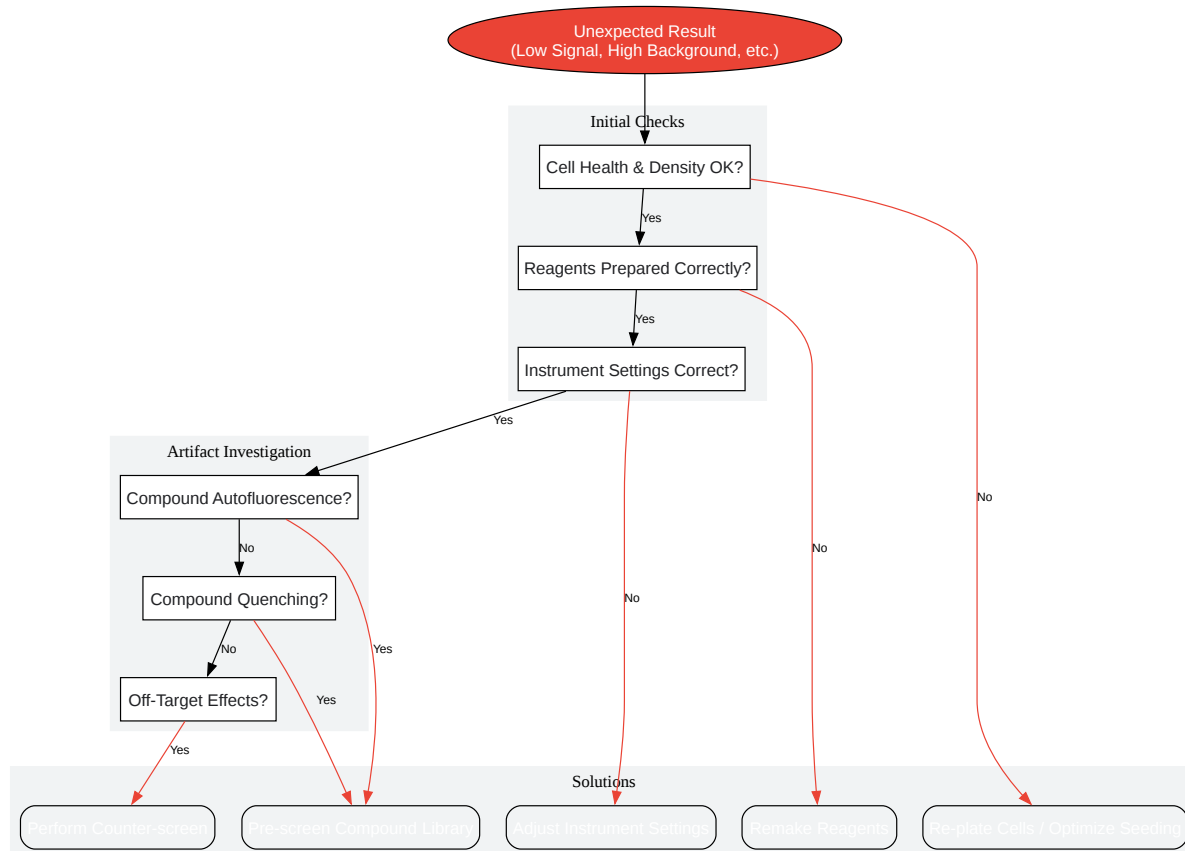 Unexpected Result
(Low Signal, High Background, etc.)
Initial Checks
Cell Health & Density OK?
Yes
Reagents Prepared Correctly?
Yes
Instrument Settings Correct?
Yes
Artifact Investigation
Compound Autofluorescence?
No
No
Compound Quenching?
No
No
No
Yes
Off-Target Effects?
Yes
Yes
Solutions
Perform Counter-screen
Pre-screen Compound Library
Adjust Instrument Settings
Remake Reagents
Re-plate Cells / Optimize Seeding